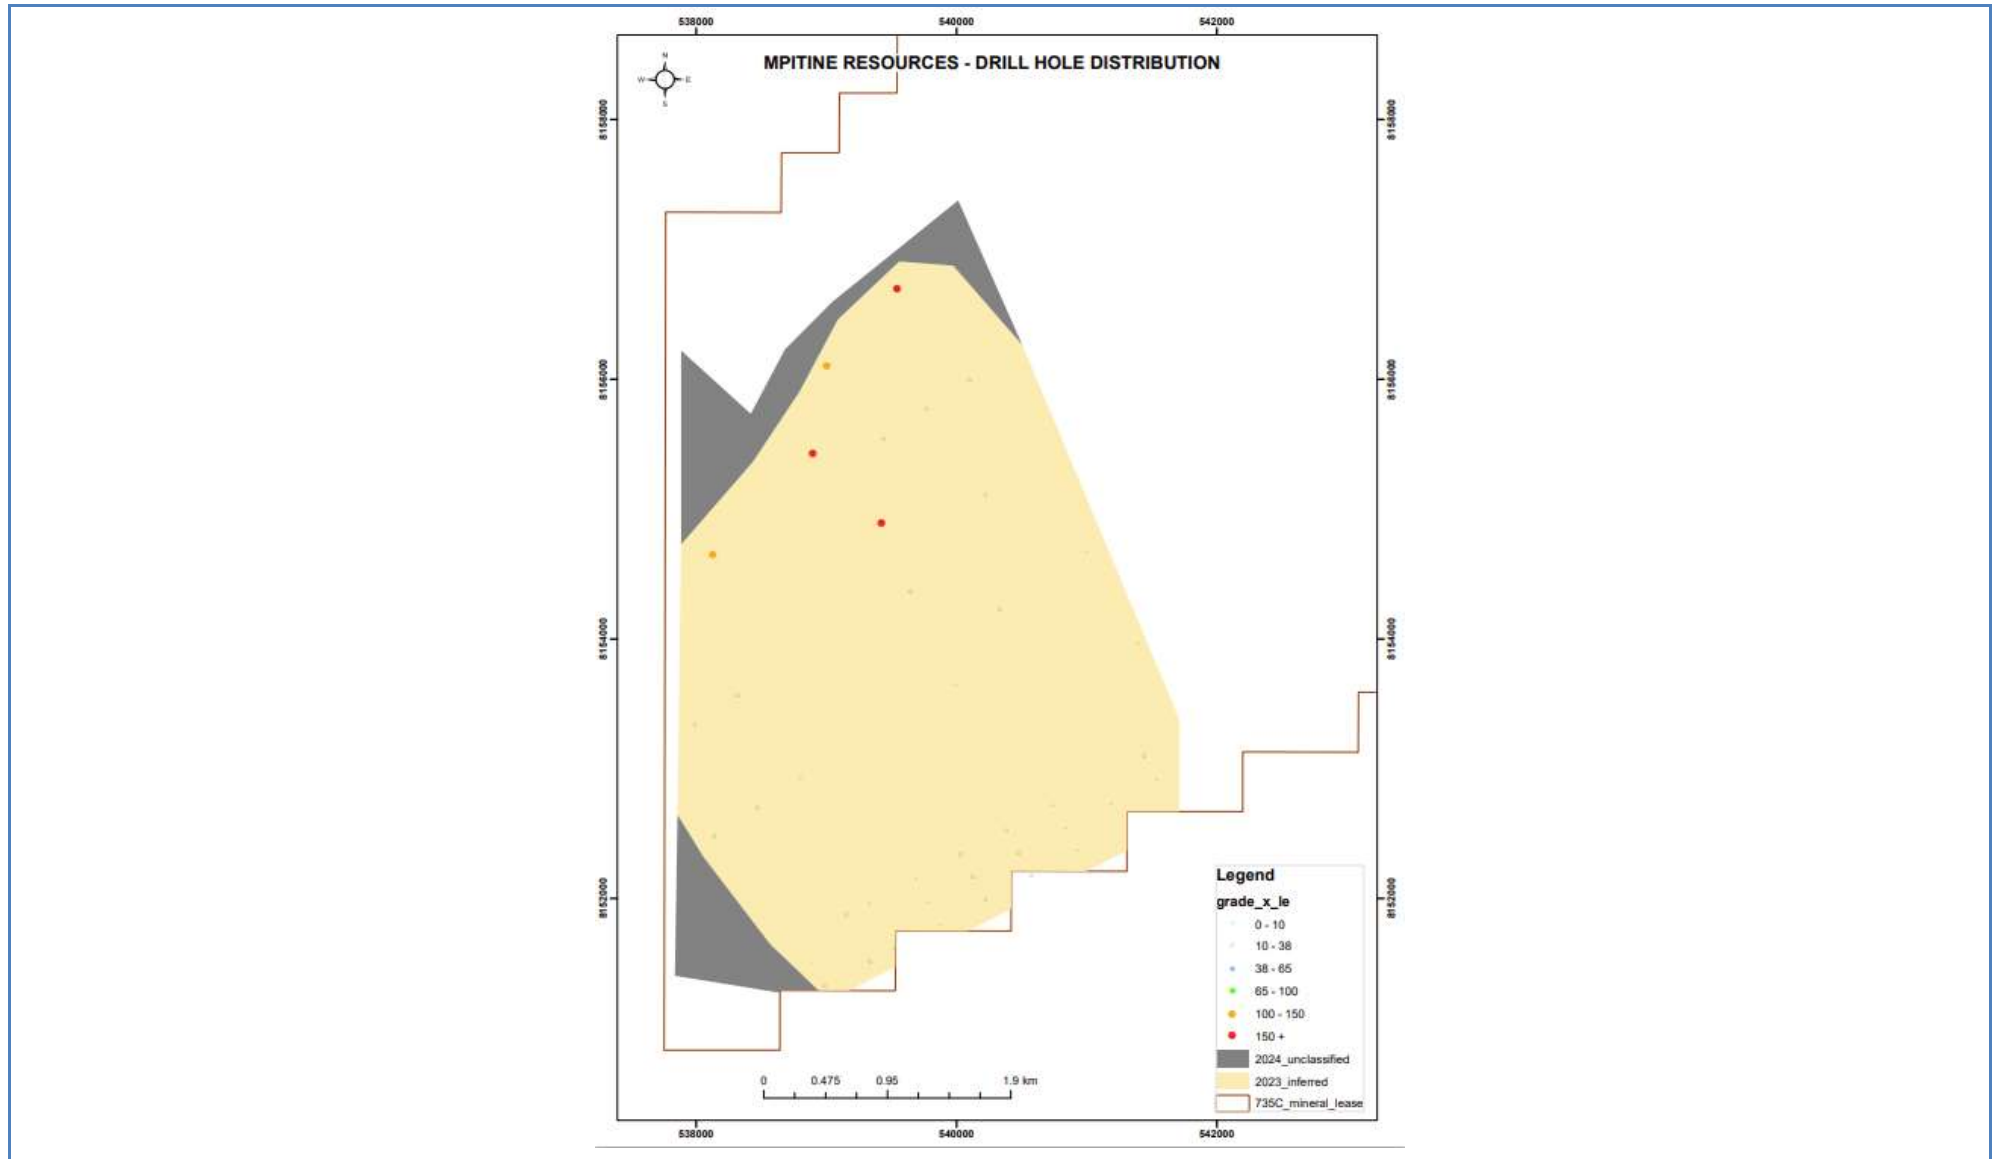 538000 540000 542000
MPITINE RESOURCES - DRILL HOLE DISTRIBUTION
N
W E
S
8158000 8158000
8156000 8156000
8154000 8154000
8152000 8152000
Legend
grade_x_le
0 - 10
10 - 38
38 - 65
65 - 100
100 - 150
150 +
2024_unclassified
2023_inferred
735C_mineral_lease
0 0.475 0.95 1.9 km
538000 540000 542000